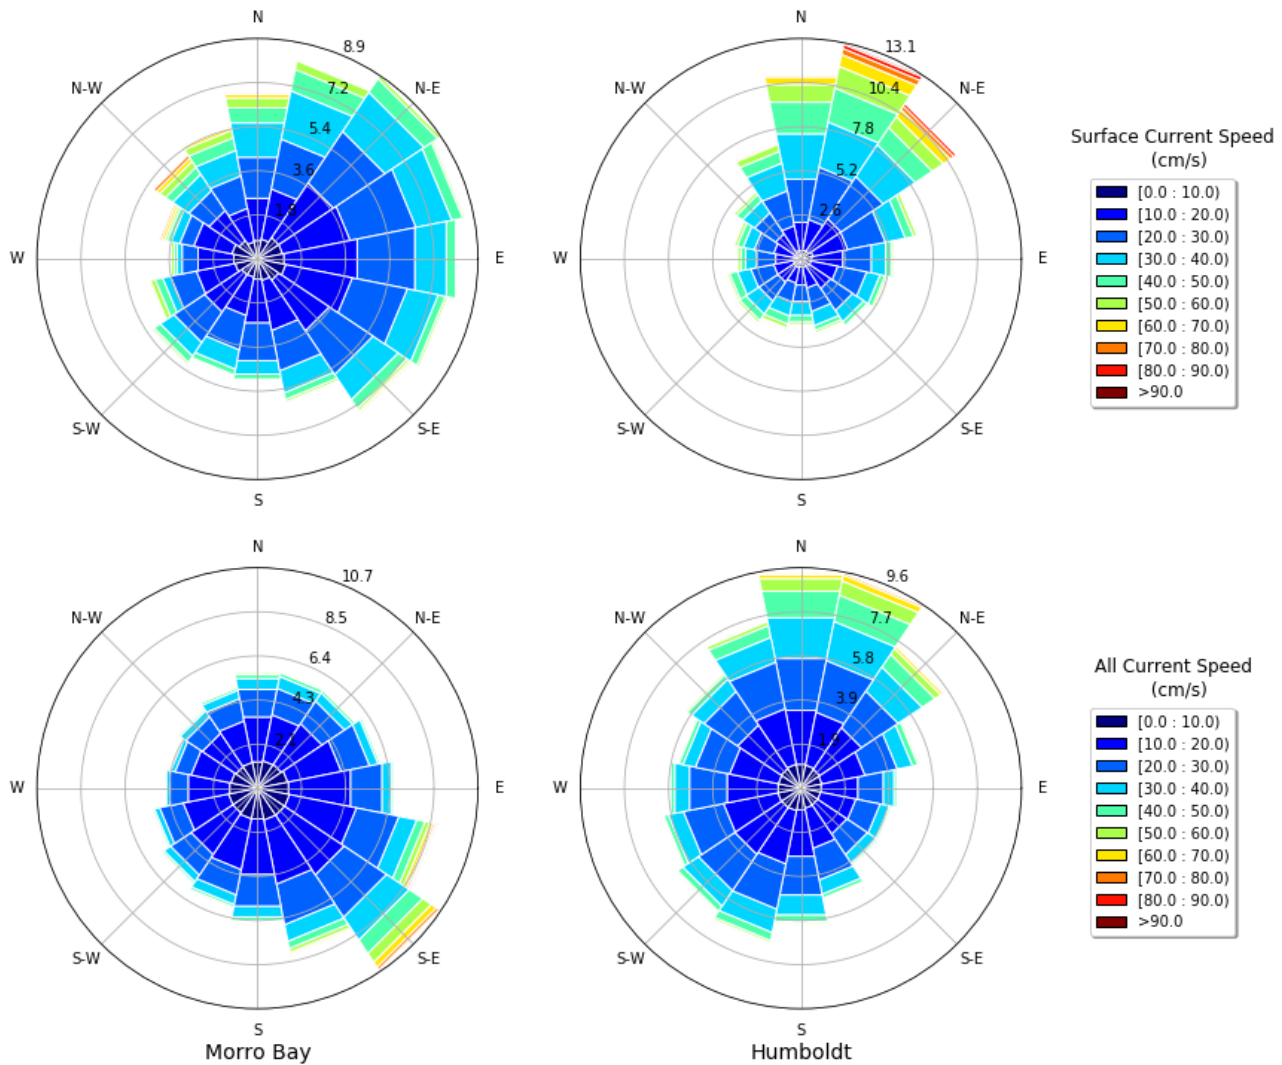 N
N-E
E
S-E
S
S-W
W
N-W
8.9
7.2
5.4
3.6
1.8
N
N-E
E
S-E
S
S-W
W
N-W
13.1
10.4
7.8
5.2
2.6
Surface Current Speed
(cm/s)
[0.0 : 10.0)
[10.0 : 20.0)
[20.0 : 30.0)
[30.0 : 40.0)
[40.0 : 50.0)
[50.0 : 60.0)
[60.0 : 70.0)
[70.0 : 80.0)
[80.0 : 90.0)
>90.0
N
N-E
E
S-E
S
S-W
W
N-W
10.7
8.5
6.4
4.3
2.1
Morro Bay
N
N-E
E
S-E
S
S-W
W
N-W
9.6
7.7
5.8
3.9
1.9
Humboldt
All Current Speed
(cm/s)
[0.0 : 10.0)
[10.0 : 20.0)
[20.0 : 30.0)
[30.0 : 40.0)
[40.0 : 50.0)
[50.0 : 60.0)
[60.0 : 70.0)
[70.0 : 80.0)
[80.0 : 90.0)
>90.0